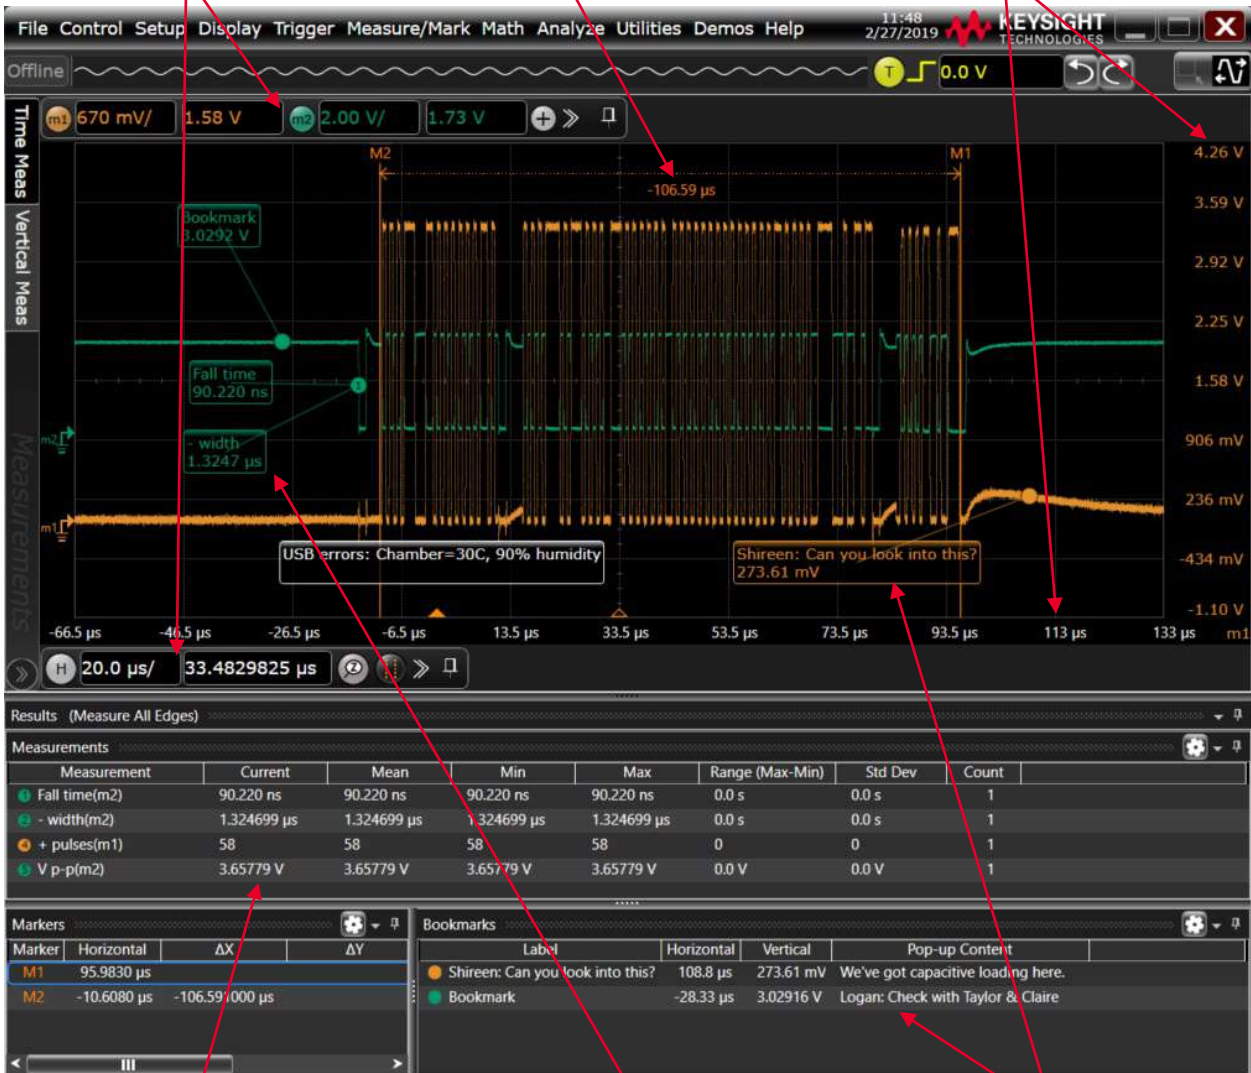 File Control Setup Display Trigger Measure/Mark Math Analyze Utilities Demos Help
11:48
2/27/2019
KEYSIGHT
TECHNOLOGIES
Offline
T
0.0 V
Time Meas
Vertical Meas
Measurements
m1 670 mV/ 1.58 V m2 2.00 V/ 1.73 V
M2
M1
-106.59 µs
4.26 V
3.59 V
2.92 V
2.25 V
1.58 V
906 mV
236 mV
-434 mV
-1.10 V
Bookmark
3.0292 V
Fall time
90.220 ns
1
- width
1.3247 µs
m2
m1
USB errors: Chamber=30C, 90% humidity
Shireen: Can you look into this?
273.61 mV
-66.5 µs -46.5 µs -26.5 µs -6.5 µs 13.5 µs 33.5 µs 53.5 µs 73.5 µs 93.5 µs 113 µs 133 µs m1
H 20.0 µs/ 33.4829825 µs
Results (Measure All Edges)
Measurements
Measurement Current Mean Min Max Range (Max-Min) Std Dev Count
1 Fall time(m2) 90.220 ns 90.220 ns 90.220 ns 90.220 ns 0.0 s 0.0 s 1
2 - width(m2) 1.324699 µs 1.324699 µs 1.324699 µs 1.324699 µs 0.0 s 0.0 s 1
4 + pulses(m1) 58 58 58 58 0 0 1
5 V p-p(m2) 3.65779 V 3.65779 V 3.65779 V 3.65779 V 0.0 V 0.0 V 1
Markers
Marker Horizontal ΔX ΔY
M1 95.9830 µs
M2 -10.6080 µs -106.591000 µs
Bookmarks
Label Horizontal Vertical Pop-up Content
Shireen: Can you look into this? 108.8 µs 273.61 mV We've got capacitive loading here.
Bookmark -28.33 µs 3.02916 V Logan: Check with Taylor & Claire